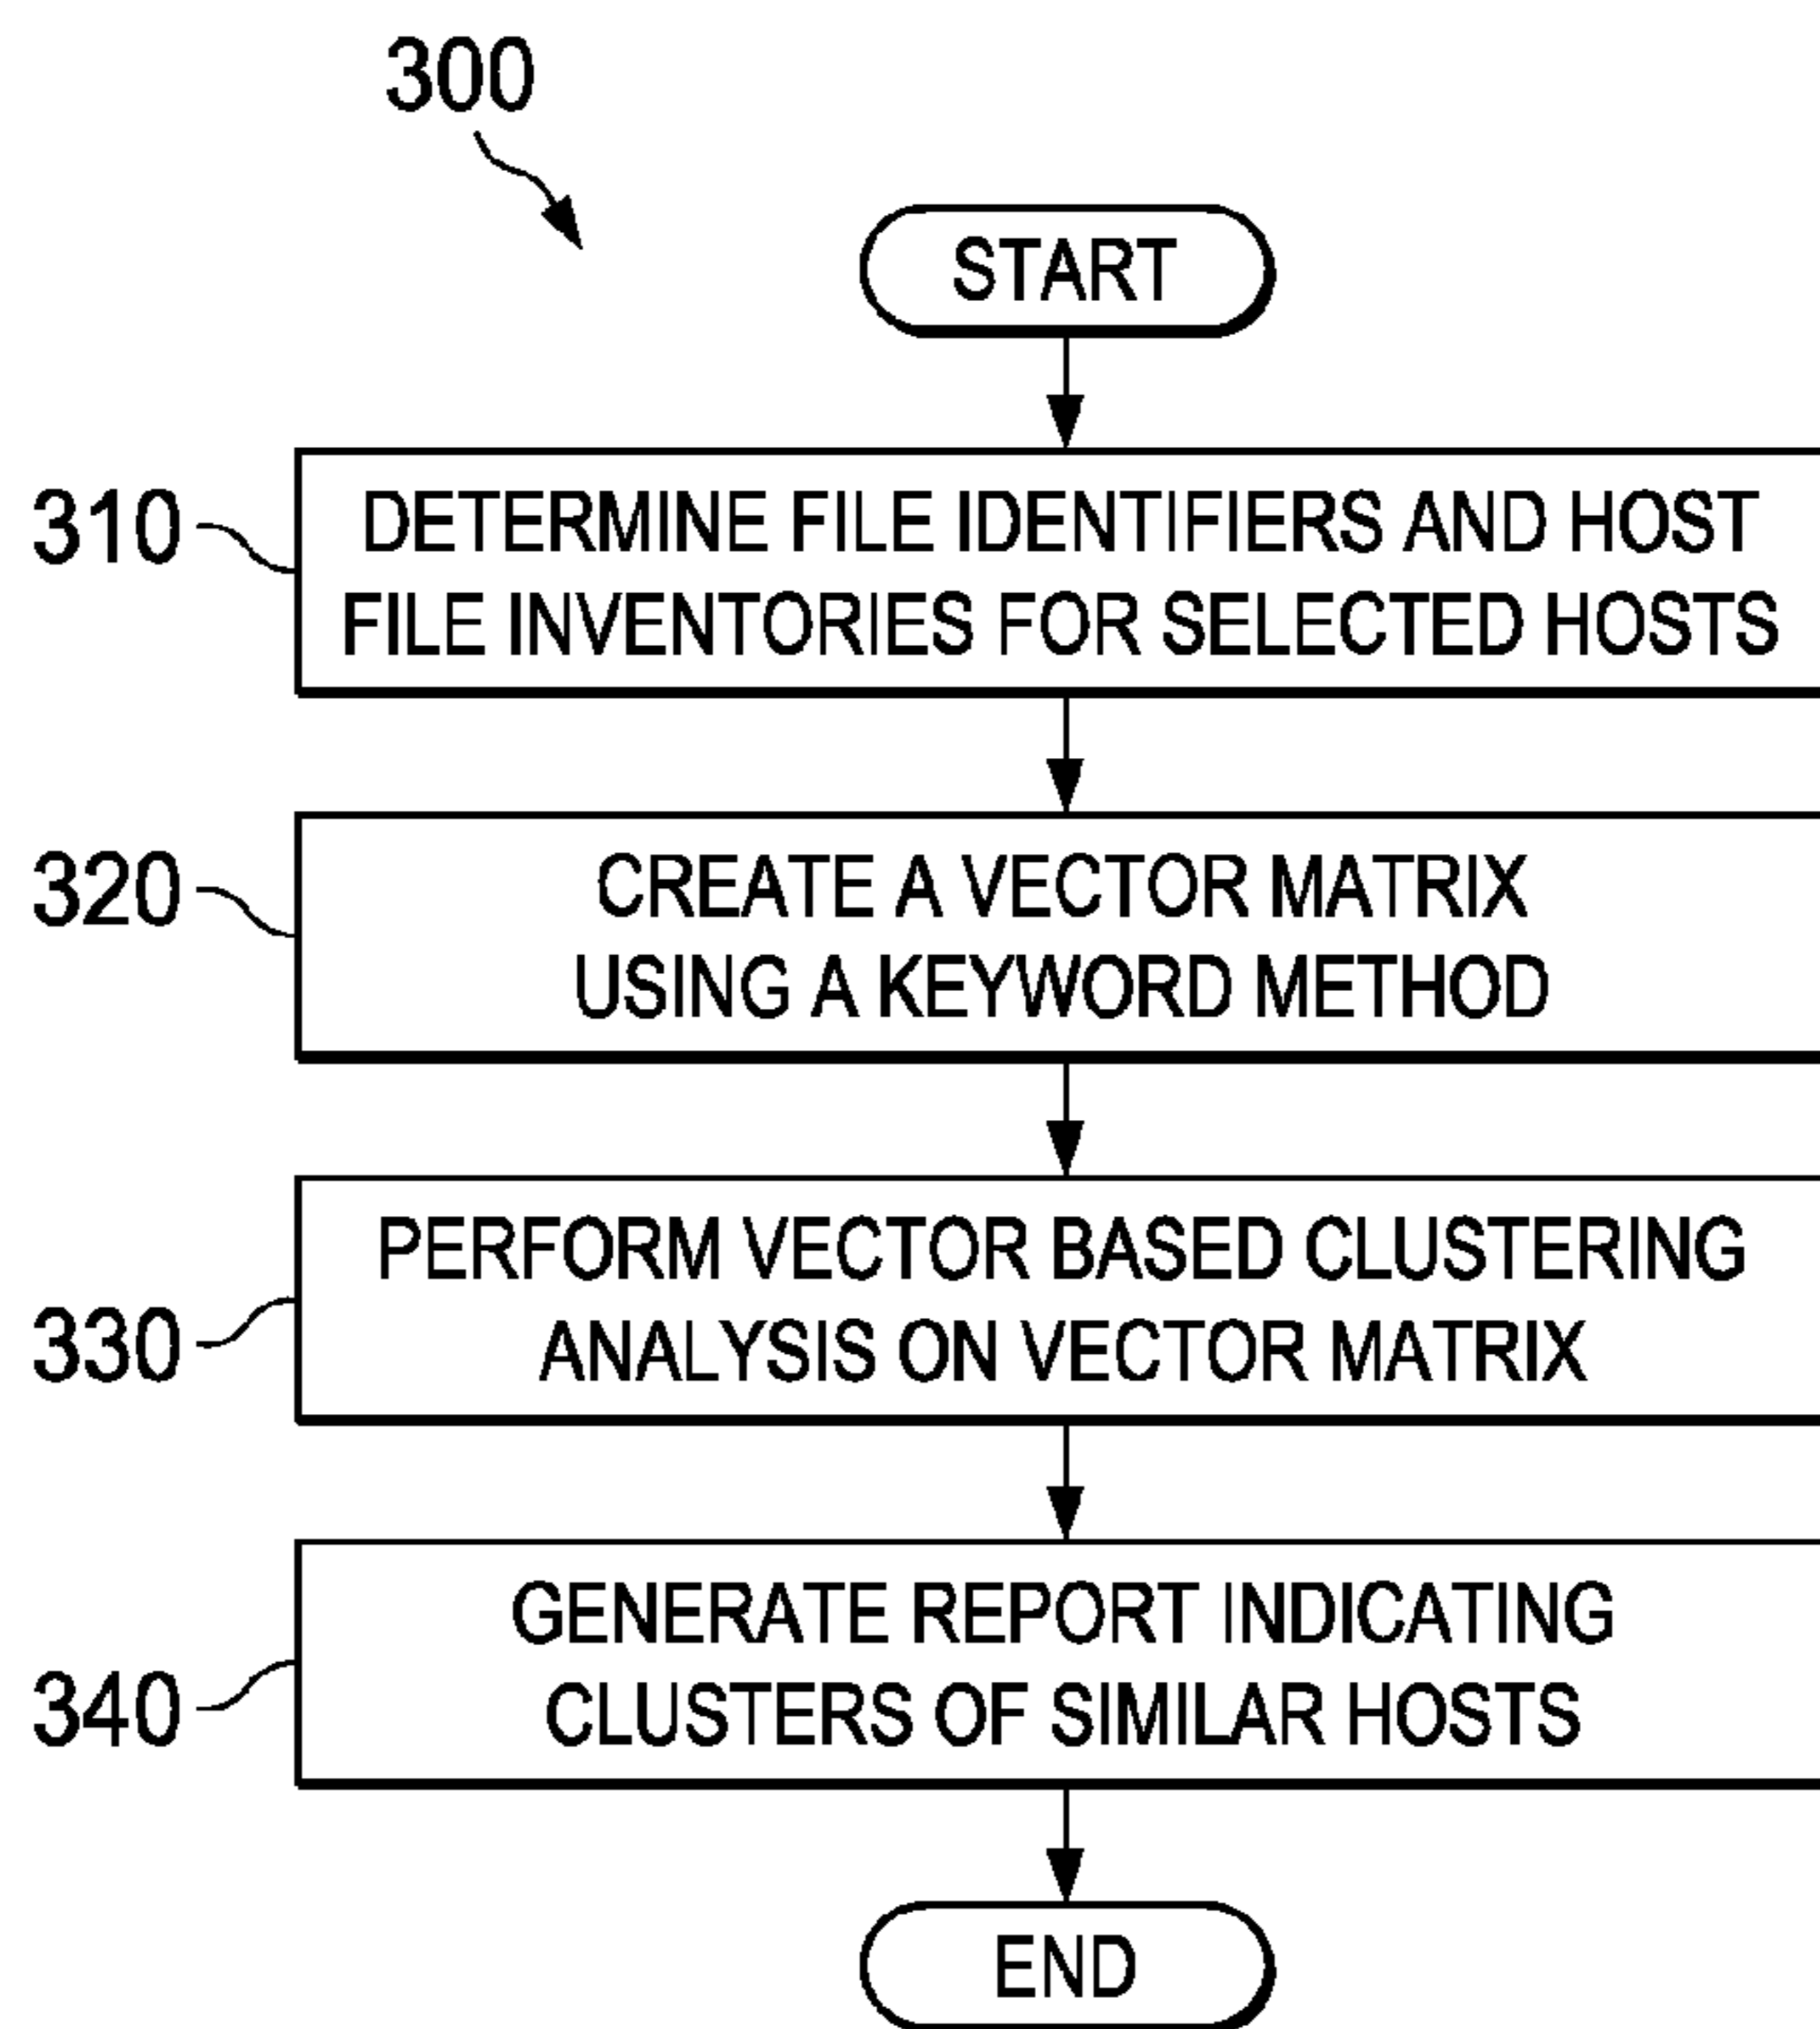 300
START
310
DETERMINE FILE IDENTIFIERS AND HOST
FILE INVENTORIES FOR SELECTED HOSTS
320
CREATE A VECTOR MATRIX
USING A KEYWORD METHOD
330
PERFORM VECTOR BASED CLUSTERING
ANALYSIS ON VECTOR MATRIX
340
GENERATE REPORT INDICATING
CLUSTERS OF SIMILAR HOSTS
END